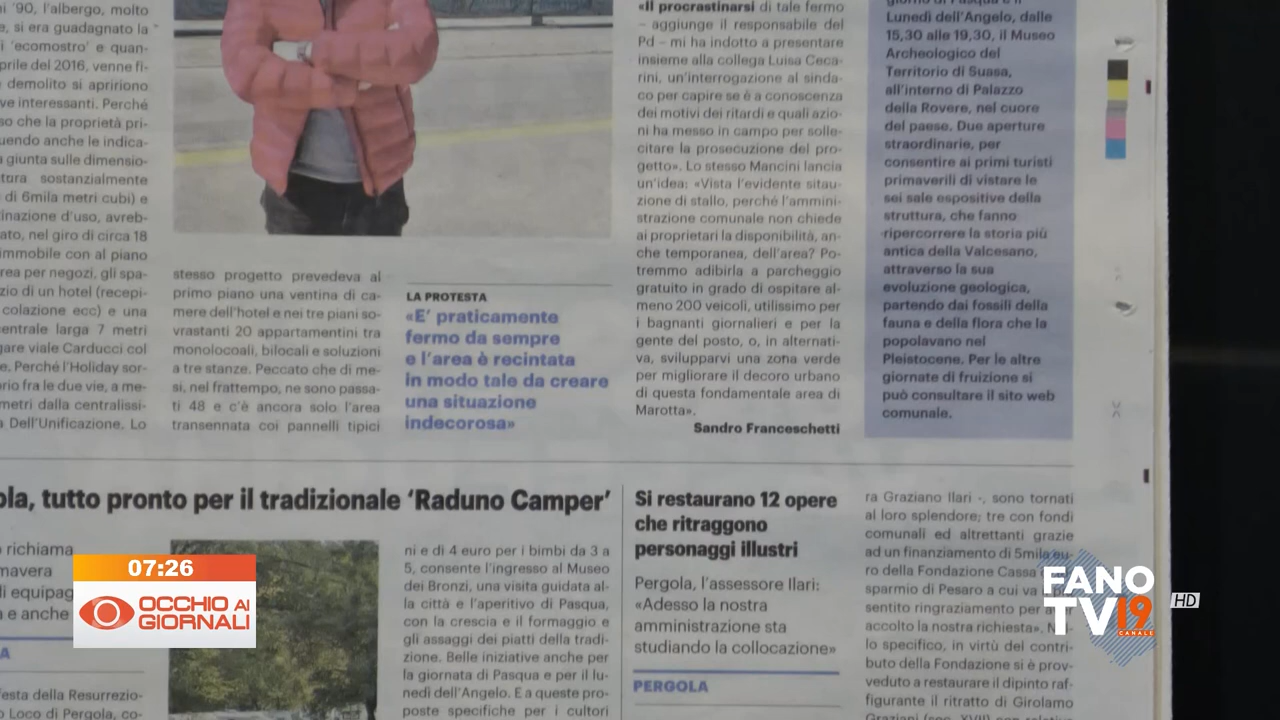 ni '90, l'albergo, molto
e, si era guadagnato la
i 'ecomostro' e quan-
prile del 2016, venne fi-
demolito si aprirono
ve interessanti. Perché
so che la proprietà pri-
uendo anche le indica-
a giunta sulle dimensio-
tura sostanzialmente
di 6mila metri cubi) e
inazione d'uso, avreb-
ato, nel giro di circa 18
immobile con al piano
rea per negozi, gli spa-
zio di un hotel (recepi-
colazione ecc) e una
centrale larga 7 metri
gare viale Carducci col
e. Perché l'Holiday sor-
rio fra le due vie, a me-
metri dalla centralissi-
a Dell'Unificazione. Lo
stesso progetto prevedeva al
primo piano una ventina di ca-
mere dell'hotel e nei tre piani so-
vrastanti 20 appartamentini tra
monolocali, bilocali e soluzioni
a tre stanze. Peccato che di me-
si, nel frattempo, ne sono passa-
ti 48 e c'è ancora solo l'area
transennata coi pannelli tipici
LA PROTESTA
«E' praticamente
fermo da sempre
e l'area è recintata
in modo tale da creare
una situazione
indecorosa»
«Il procrastinarsi di tale fermo
– aggiunge il responsabile del
Pd – mi ha indotto a presentare
insieme alla collega Luisa Ceca-
rini, un'interrogazione al sinda-
co per capire se è a conoscenza
dei motivi dei ritardi e quali azio-
ni ha messo in campo per solle-
citare la prosecuzione del pro-
getto». Lo stesso Mancini lancia
un'idea: «Vista l'evidente situa-
zione di stallo, perché l'ammini-
strazione comunale non chiede
ai proprietari la disponibilità, an-
che temporanea, dell'area? Po-
tremmo adibirla a parcheggio
gratuito in grado di ospitare al-
meno 200 veicoli, utilissimo per
i bagnanti giornalieri e per la
gente del posto, o, in alternati-
va, svilupparvi una zona verde
per migliorare il decoro urbano
di questa fondamentale area di
Marotta».
Sandro Franceschetti
giorno di Pasqua e il
Lunedì dell'Angelo, dalle
15,30 alle 19,30, il Museo
Archeologico del
Territorio di Suasa,
all'interno di Palazzo
della Rovere, nel cuore
del paese. Due aperture
straordinarie, per
consentire ai primi turisti
primaverili di vistare le
sei sale espositive della
struttura, che fanno
ripercorrere la storia più
antica della Valcesano,
attraverso la sua
evoluzione geologica,
partendo dai fossili della
fauna e della flora che la
popolavano nel
Pleistocene. Per le altre
giornate di fruizione si
può consultare il sito web
comunale.
ola, tutto pronto per il tradizionale 'Raduno Camper'
richiama
mavera
li equipag
a e anche
A
festa della Resurrezio-
o Loco di Pergola, co-
ni e di 4 euro per i bimbi da 3 a
5, consente l'ingresso al Museo
dei Bronzi, una visita guidata al-
la città e l'aperitivo di Pasqua,
con la crescia e il formaggio e
gli assaggi dei piatti della tradi-
zione. Belle iniziative anche per
la giornata di Pasqua e per il lu-
nedì dell'Angelo. E a queste pro-
poste specifiche per i cultori
Si restaurano 12 opere
che ritraggono
personaggi illustri
Pergola, l'assessore Ilari:
«Adesso la nostra
amministrazione sta
studiando la collocazione»
PERGOLA
ra Graziano Ilari -, sono tornati
al loro splendore; tre con fondi
comunali ed altrettanti grazie
ad un finanziamento di 5mila eu-
ro della Fondazione Cassa
sparmio di Pesaro a cui va
sentito ringraziamento per
accolto la nostra richiesta».
lo specifico, in virtù del contri-
buto della Fondazione si è prov-
veduto a restaurare il dipinto raf-
figurante il ritratto di Girolamo
Graziani (sec. XVII) con relativa
07:26
OCCHIO AI
GIORNALI
FANO
TV19
CANALE
HD